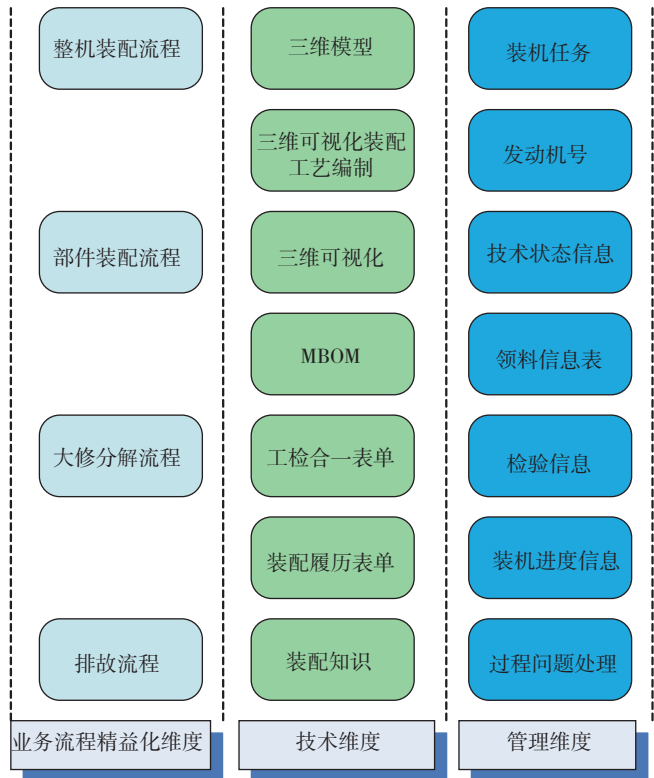 整机装配流程
三维模型
装机任务
三维可视化装配
工艺编制
发动机号
部件装配流程
三维可视化
技术状态信息
MBOM
领料信息表
大修分解流程
工检合一表单
检验信息
装配履历表单
装机进度信息
排故流程
装配知识
过程问题处理
业务流程精益化维度
技术维度
管理维度